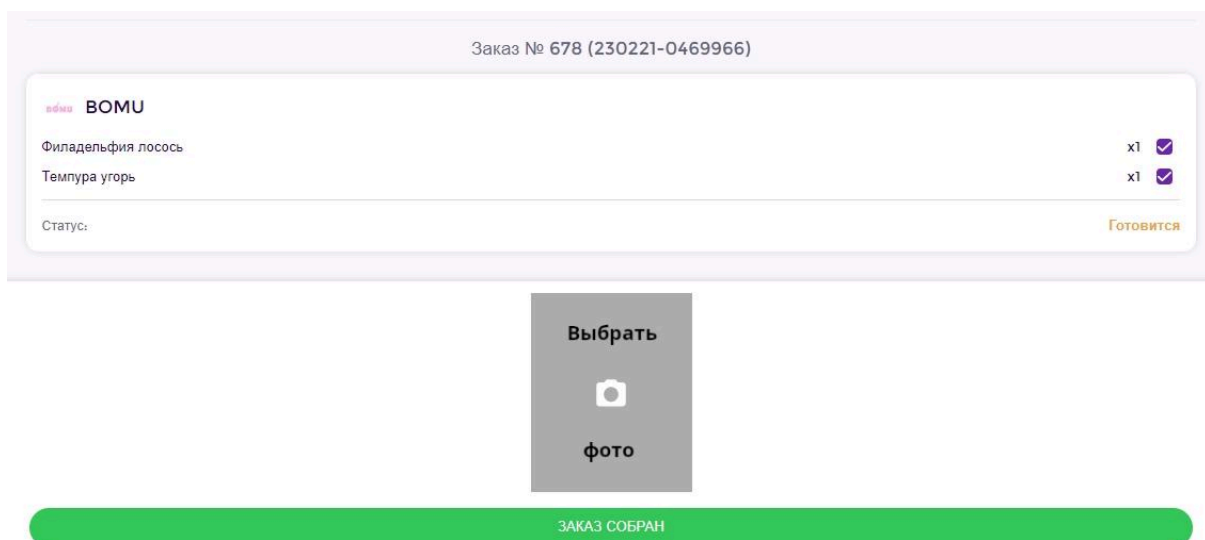 Заказ № 678 (230221-0469966)
BOMU
Филадельфия лосось x1
Темпура угорь x1
Статус: Готовится
Выбрать
фото
ЗАКАЗ СОБРАН